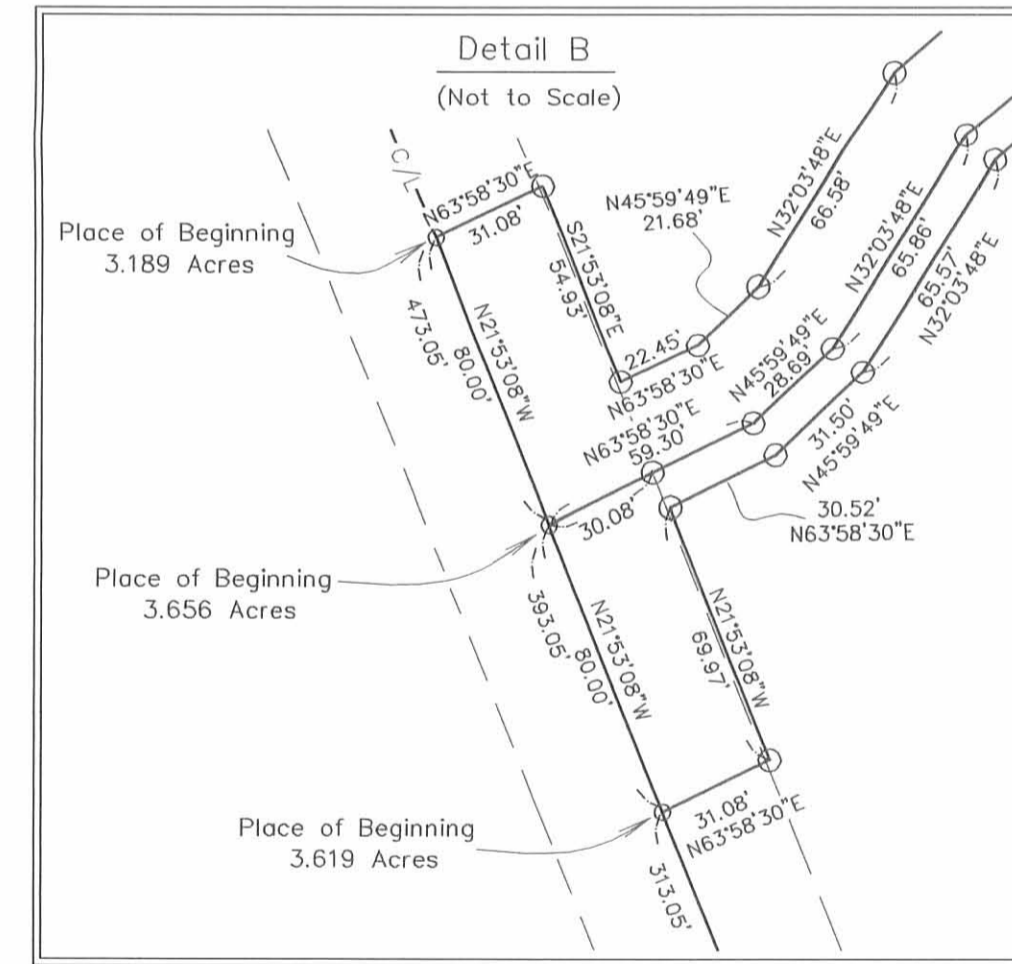 Detail B
(Not to Scale)
C/L
N63°58'30"E
31.08'
Place of Beginning
3.189 Acres
S21°53'08"E
54.93'
N45°59'49"E
21.68'
N32°03'48"E
66.58'
N32°03'48"E
65.86'
65.57'
N32°03'48"E
473.05'
N21°53'08"W
80.00'
22.45'
N63°58'30"E
N45°59'49"E
28.69'
N63°58'30"E
59.30'
31.50'
N45°59'49"E
30.08'
30.52'
N63°58'30"E
Place of Beginning
3.656 Acres
393.05'
N21°53'08"W
80.00'
N21°53'08"W
69.97'
Place of Beginning
3.619 Acres
31.08'
N63°58'30"E
313.05'